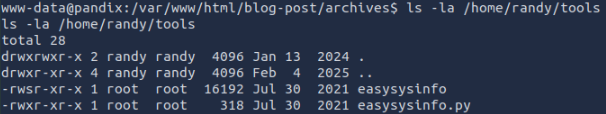 www-data@pandix:/var/www/html/blog-post/archives$ ls -la /home/randy/tools
ls -la /home/randy/tools
total 28
drwxrwxr-x 2 randy randy  4096 Jan 13  2024 .
drwxr-xr-x 4 randy randy  4096 Feb  4  2025 ..
-rwsr-xr-x 1 root  root  16192 Jul 30  2021 easysysinfo
-rwxr-xr-x 1 root  root    318 Jul 30  2021 easysysinfo.py